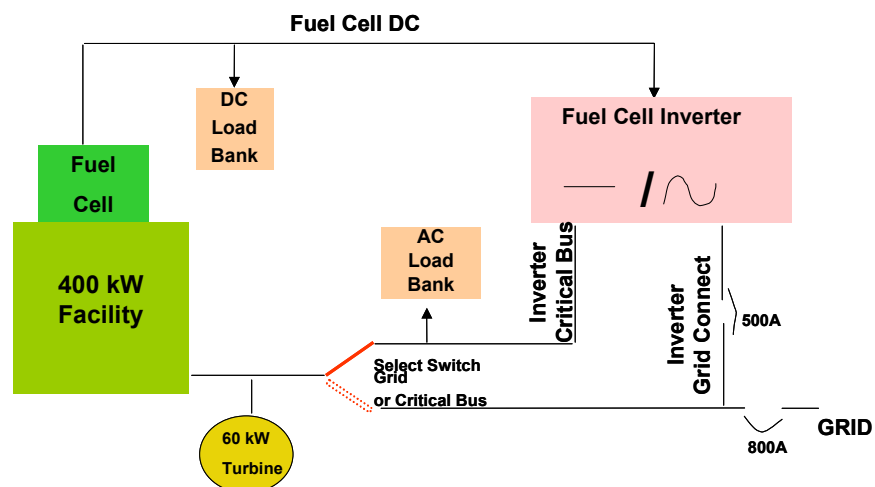 Fuel Cell DC
DC
Load
Bank
Fuel Cell Inverter
/
Fuel
Cell
400 kW
Facility
AC
Load
Bank
Inverter
Critical Bus
Inverter
Grid Connect
500A
Select Switch
Grid
or Critical Bus
60 kW
Turbine
800A
GRID